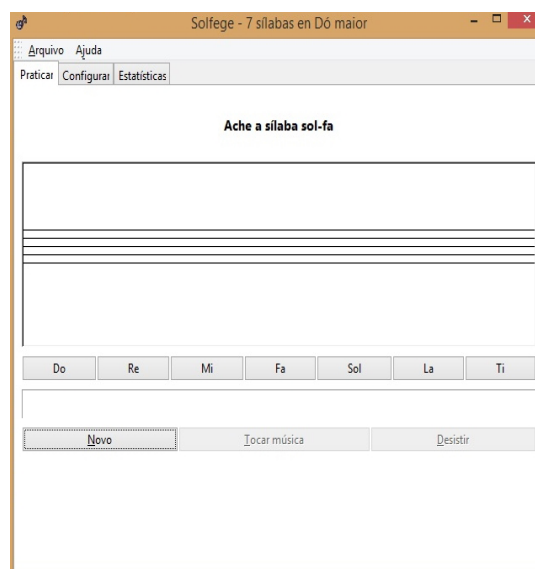 Solfege - 7 sílabas en Dó maior
Arquivo Ajuda
Praticar Configurar Estatísticas
Ache a sílaba sol-fa
Do Re Mi Fa Sol La Ti
Novo Tocar música Desistir